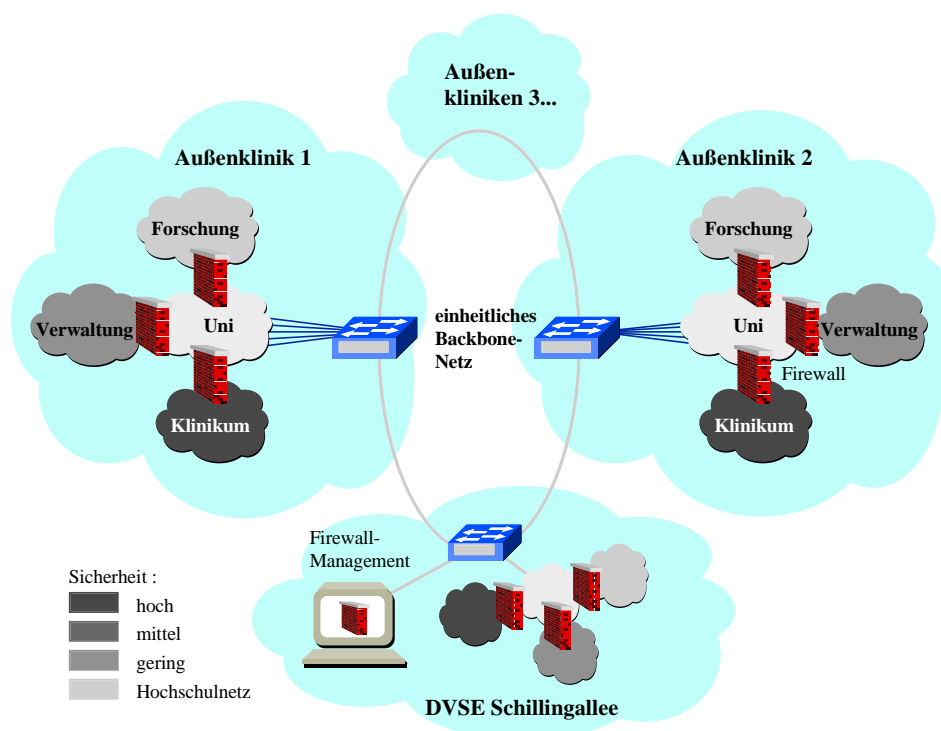 Außen-
kliniken 3...
Außenklinik 1
Außenklinik 2
Forschung
Verwaltung
Uni
Klinikum
einheitliches
Backbone-
Netz
Forschung
Uni
Verwaltung
Firewall
Klinikum
Firewall-
Management
Sicherheit :
hoch
mittel
gering
Hochschulnetz
DVSE Schillingallee